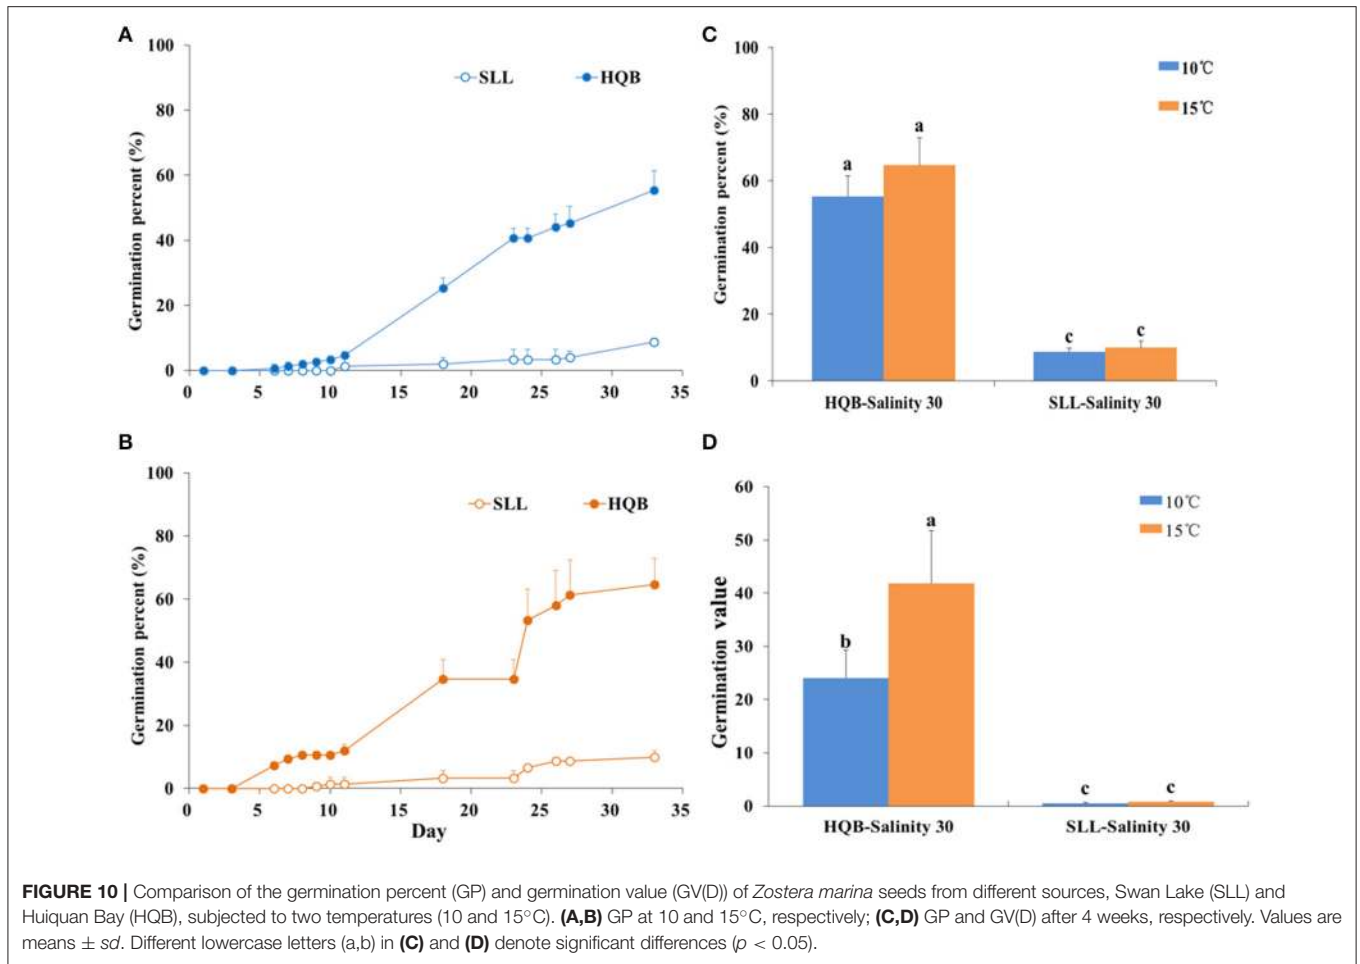 A
100
80
60
40
20
0
Germination percent (%)
SLL
HQB
0 5 10 15 20 25 30 35
B
100
80
60
40
20
0
Germination percent (%)
SLL
HQB
0 5 10 15 20 25 30 35
Day
C
100
80
60
40
20
0
Germination percent (%)
10℃
15℃
a
a
c
c
HQB-Salinity 30
SLL-Salinity 30
D
60
50
40
30
20
10
0
Germination value
10℃
15℃
b
a
c
c
HQB-Salinity 30
SLL-Salinity 30
FIGURE 10 | Comparison of the germination percent (GP) and germination value (GV(D)) of Zostera marina seeds from different sources, Swan Lake (SLL) and
Huiquan Bay (HQB), subjected to two temperatures (10 and 15°C). (A,B) GP at 10 and 15°C, respectively; (C,D) GP and GV(D) after 4 weeks, respectively. Values are
means ± sd. Different lowercase letters (a,b) in (C) and (D) denote significant differences (p < 0.05).